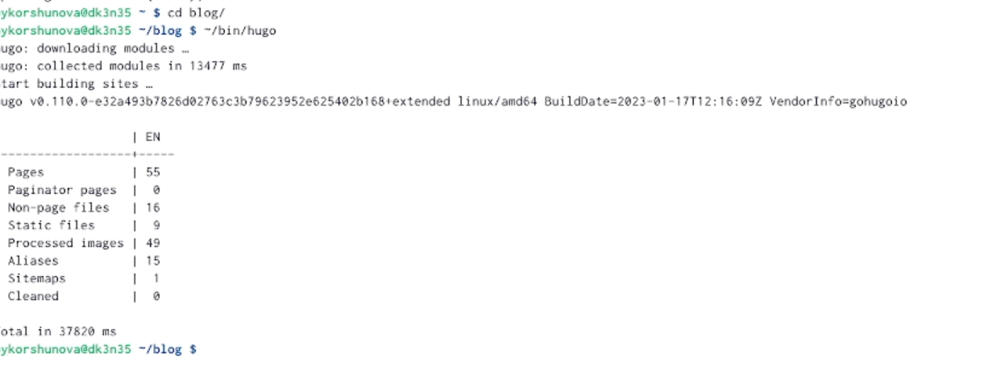 ykorshunova@dk3n35 ~ $ cd blog/
ykorshunova@dk3n35 ~/blog $ ~/bin/hugo
ugo: downloading modules …
ugo: collected modules in 13477 ms
tart building sites …
ugo v0.110.0-e32a493b7826d02763c3b79623952e625402b168+extended linux/amd64 BuildDate=2023-01-17T12:16:09Z VendorInfo=gohugoio
| EN
-------------------+-----
Pages | 55
Paginator pages | 0
Non-page files | 16
Static files | 9
Processed images | 49
Aliases | 15
Sitemaps | 1
Cleaned | 0
otal in 37820 ms
ykorshunova@dk3n35 ~/blog $